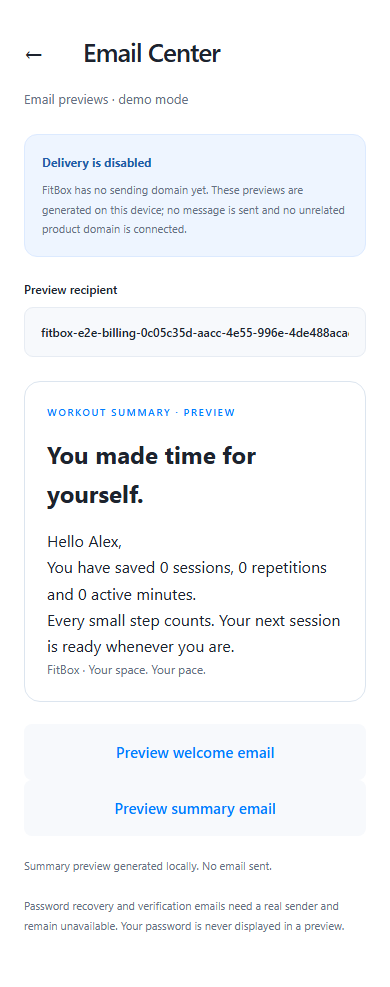 ← Email Center
Email previews · demo mode
Delivery is disabled
FitBox has no sending domain yet. These previews are
generated on this device; no message is sent and no unrelated
product domain is connected.
Preview recipient
fitbox-e2e-billing-0c05c35d-aacc-4e55-996e-4de488aca
WORKOUT SUMMARY · PREVIEW
You made time for
yourself.
Hello Alex,
You have saved 0 sessions, 0 repetitions
and 0 active minutes.
Every small step counts. Your next session
is ready whenever you are.
FitBox · Your space. Your pace.
Preview welcome email
Preview summary email
Summary preview generated locally. No email sent.
Password recovery and verification emails need a real sender and
remain unavailable. Your password is never displayed in a preview.